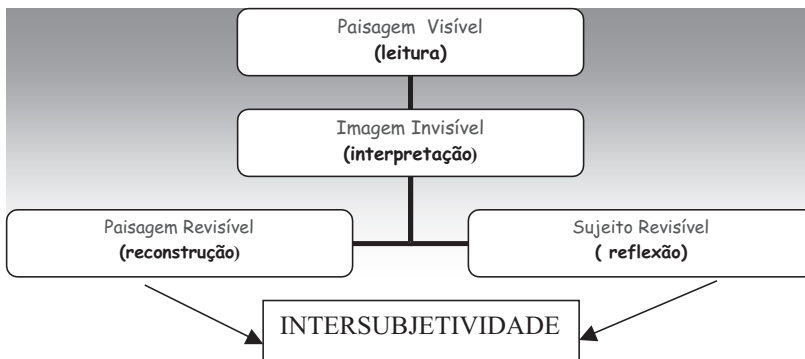 Paisagem Visível
(leitura)
Imagem Invisível
(interpretação)
Paisagem Revisível
(reconstrução)
Sujeito Revisível
( reflexão)
INTERSUBJETIVIDADE